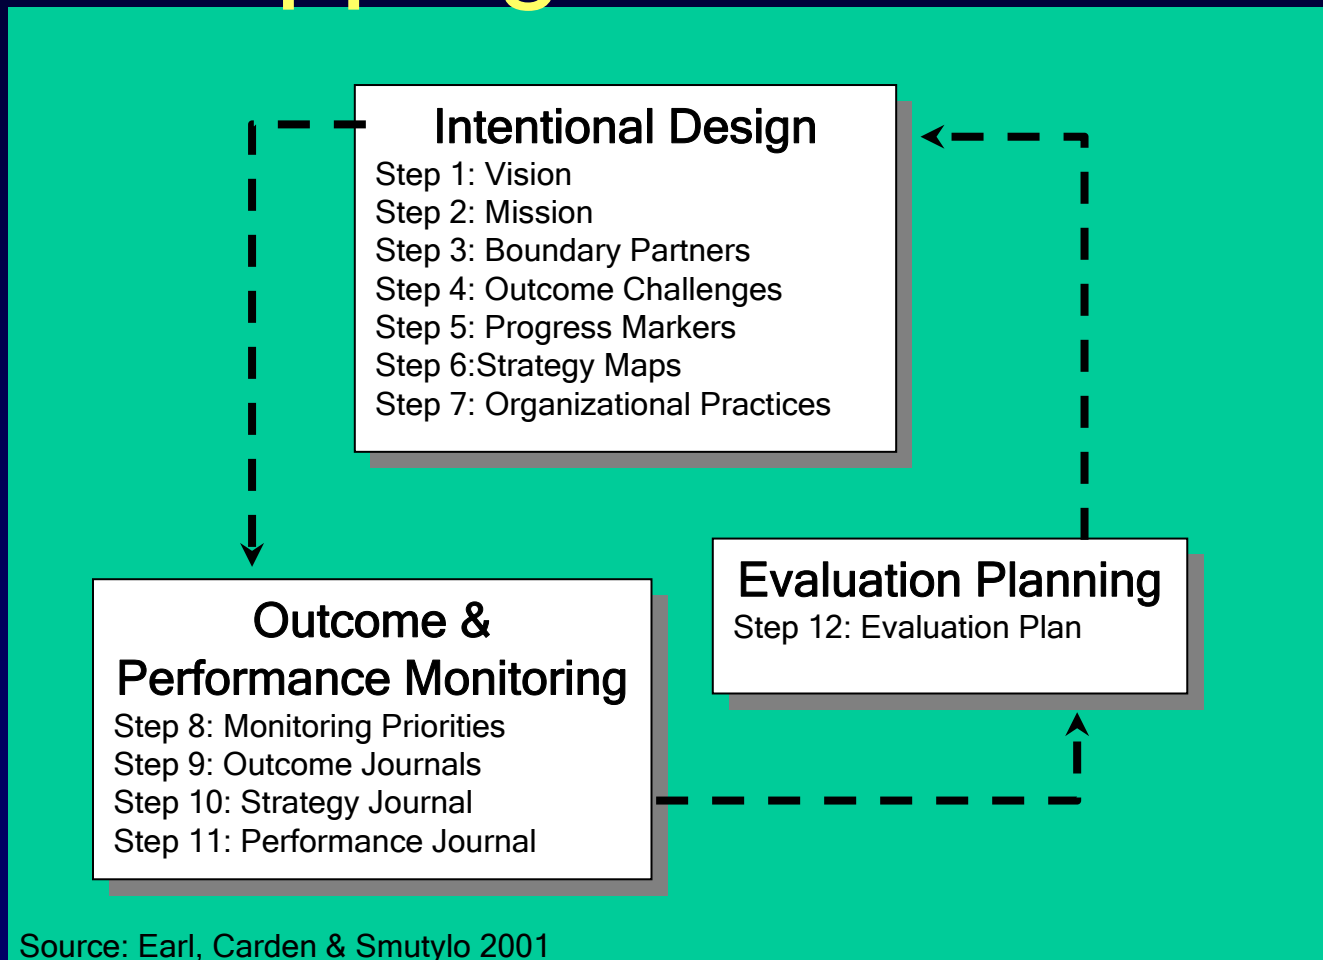 Intentional Design
Step 1: Vision
Step 2: Mission
Step 3: Boundary Partners
Step 4: Outcome Challenges
Step 5: Progress Markers
Step 6:Strategy Maps
Step 7: Organizational Practices
Outcome &
Performance Monitoring
Step 8: Monitoring Priorities
Step 9: Outcome Journals
Step 10: Strategy Journal
Step 11: Performance Journal
Evaluation Planning
Step 12: Evaluation Plan
Source: Earl, Carden & Smutylo 2001